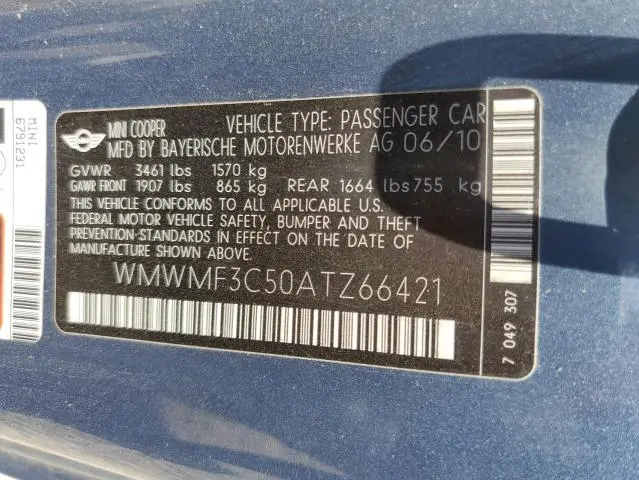 MINI COOPER VEHICLE TYPE: PASSENGER CAR
MFD BY BAYERISCHE MOTORENWERKE AG 06/10
GVWR 3461 lbs 1570 kg
GAWR FRONT 1907 lbs 865 kg REAR 1664 lbs 755 kg
THIS VEHICLE CONFORMS TO ALL APPLICABLE U.S.
FEDERAL MOTOR VEHICLE SAFETY, BUMPER AND THEFT
PREVENTION-STANDARDS IN EFFECT ON THE DATE OF
MANUFACTURE SHOWN ABOVE.
WMWMF3C50ATZ66421
7 049 307
MINI
6791231